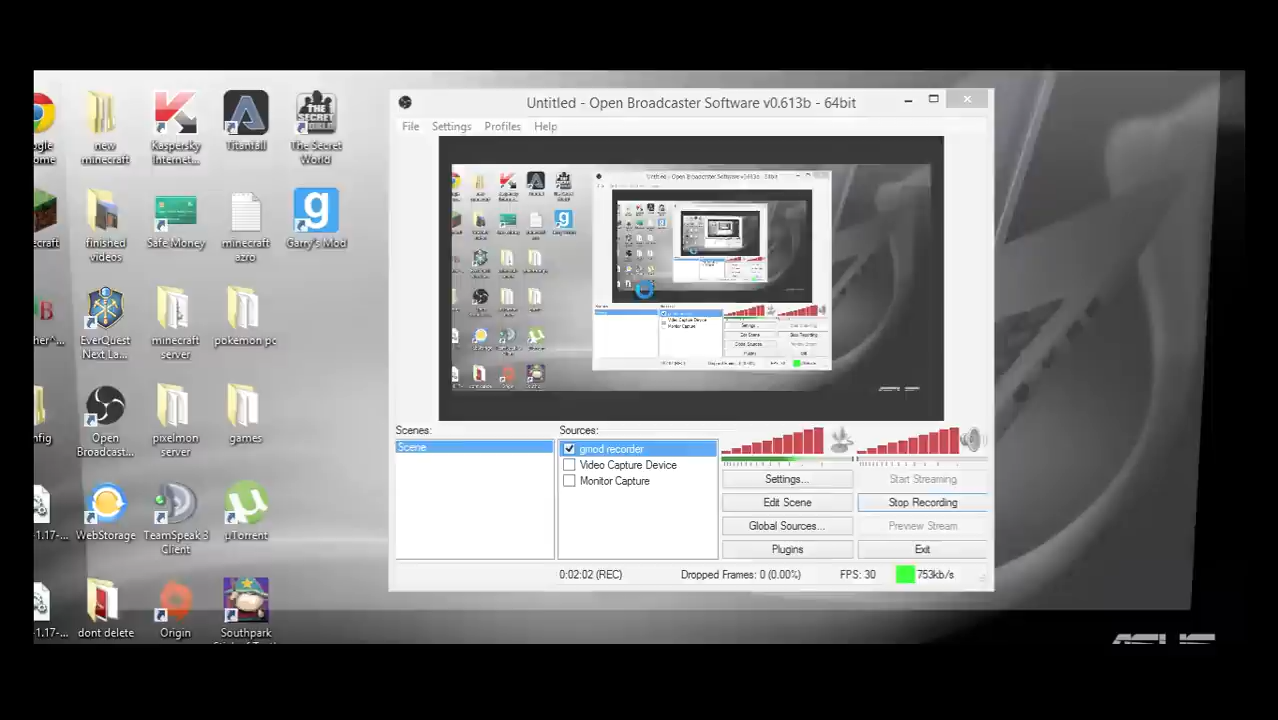 Untitled - Open Broadcaster Software v0.613b - 64bit
File Settings Profiles Help
new
minecraft
Kaspersky
Internet...
Titanfall
The Secret
World
finished
videos
Safe Money
minecraft
azro
Garry's Mod
EverQuest
Next La...
minecraft
server
pokemon pc
Open
Broadcast...
pixelmon
server
games
WebStorage
TeamSpeak 3
Client
µTorrent
-1.17-...
-1.17-...
dont delete
Origin
Southpark
Scenes:
Scene
Sources:
gmod recorder
Video Capture Device
Monitor Capture
Settings...
Start Streaming
Edit Scene
Stop Recording
Global Sources...
Preview Stream
Plugins
Exit
0:02:02 (REC)
Dropped Frames: 0 (0.00%)
FPS: 30
753kb/s